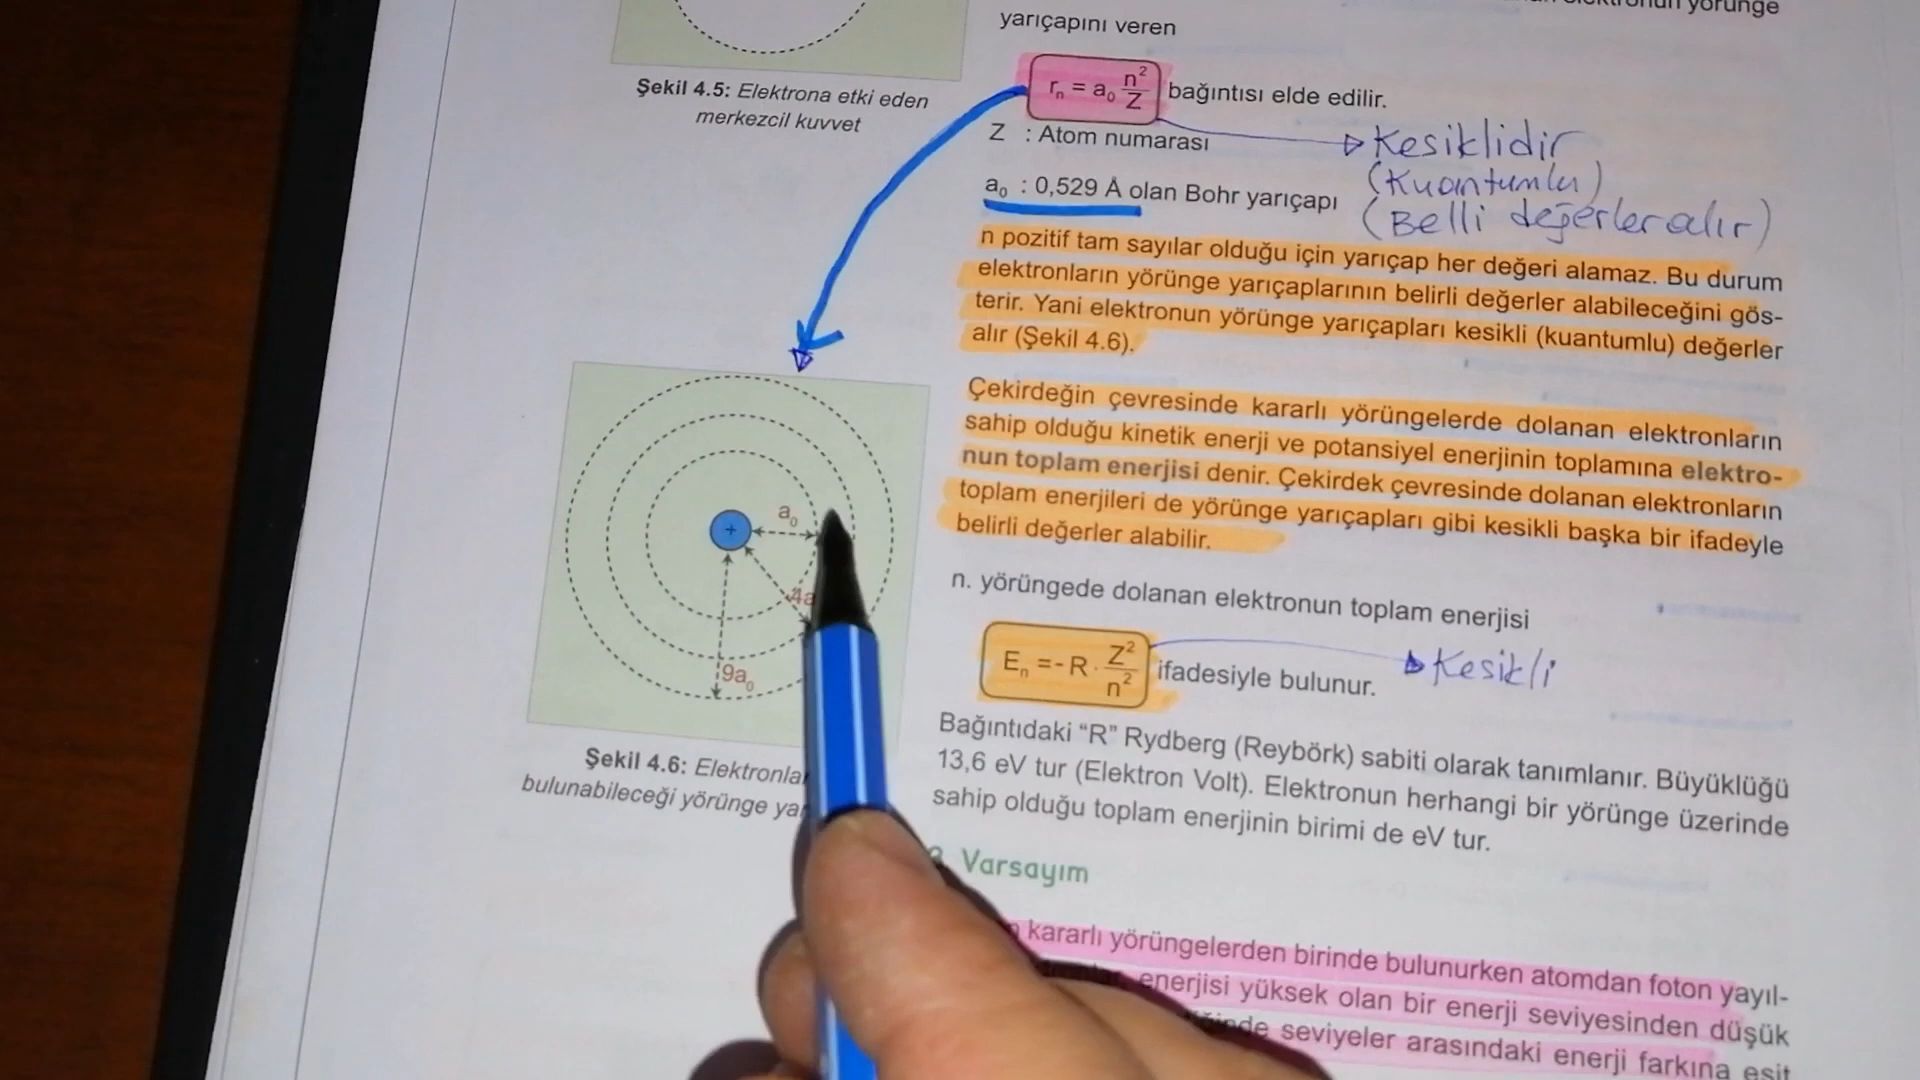 yörünge
yarıçapını veren
Şekil 4.5: Elektrona etki eden
merkezcil kuvvet
rₙ = a₀ n²/Z bağıntısı elde edilir.
Z : Atom numarası
a₀ : 0,529 Å olan Bohr yarıçapı
Kesiklidir
(Kuantumlu)
(Belli değerler alır)
n pozitif tam sayılar olduğu için yarıçap her değeri alamaz. Bu durum
elektronların yörünge yarıçaplarının belirli değerler alabileceğini gös-
terir. Yani elektronun yörünge yarıçapları kesikli (kuantumlu) değerler
alır (Şekil 4.6).
+
a₀
4a
9a₀
Şekil 4.6:
bulunabileceği yörünge
Çekirdeğin çevresinde kararlı yörüngelerde dolanan elektronların
sahip olduğu kinetik enerji ve potansiyel enerjinin toplamına elektro-
nun toplam enerjisi denir. Çekirdek çevresinde dolanan elektronların
toplam enerjileri de yörünge yarıçapları gibi kesikli başka bir ifadeyle
belirli değerler alabilir.
n. yörüngede dolanan elektronun toplam enerjisi
Eₙ =- R · Z²/n² ifadesiyle bulunur.
Kesikli
Bağıntıdaki “R” Rydberg (Reybörk) sabiti olarak tanımlanır. Büyüklüğü
13,6 eV tur (Elektron Volt). Elektronun herhangi bir yörünge üzerinde
sahip olduğu toplam enerjinin birimi de eV tur.
Varsayım
kararlı yörüngelerden birinde bulunurken atomdan foton yayıl-
enerjisi yüksek olan bir enerji seviyesinden düşük
seviyeler arasındaki enerji farkına eşit